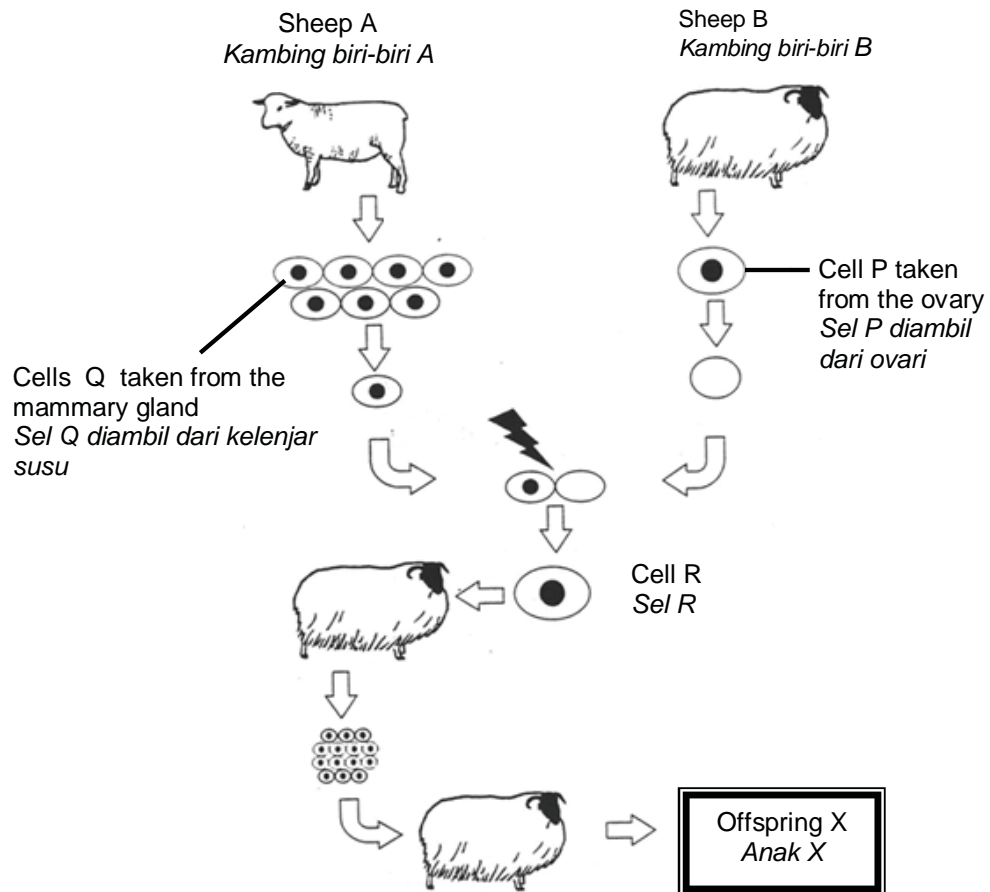 Sheep A
Kambing biri-biri A
Sheep B
Kambing biri-biri B
Cell P taken
from the ovary
Sel P diambil
dari ovari
Cells Q taken from the
mammary gland
Sel Q diambil dari kelenjar
susu
Cell R
Sel R
Offspring X
Anak X